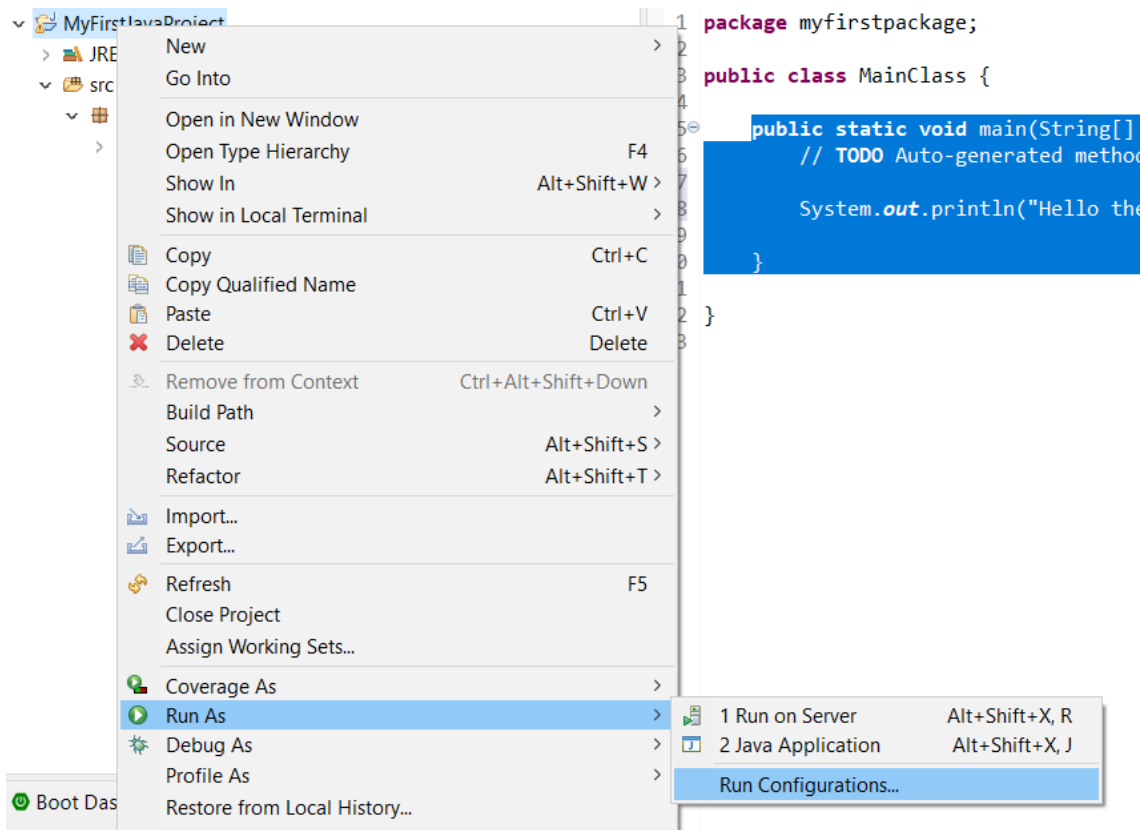 MyFirstJavaProject
JRE
src
New
Go Into
Open in New Window
Open Type Hierarchy F4
Show In Alt+Shift+W >
Show in Local Terminal >
Copy Ctrl+C
Copy Qualified Name
Paste Ctrl+V
Delete Delete
Remove from Context Ctrl+Alt+Shift+Down
Build Path >
Source Alt+Shift+S >
Refactor Alt+Shift+T >
Import...
Export...
Refresh F5
Close Project
Assign Working Sets...
Coverage As >
Run As >
Debug As >
Profile As >
Restore from Local History...
Boot Das
1 Run on Server Alt+Shift+X, R
2 Java Application Alt+Shift+X, J
Run Configurations...
1 package myfirstpackage;
2
3 public class MainClass {
4
5 public static void main(String[]
6 // TODO Auto-generated method
7
8 System.out.println("Hello the
9
0 }
1
2 }
3